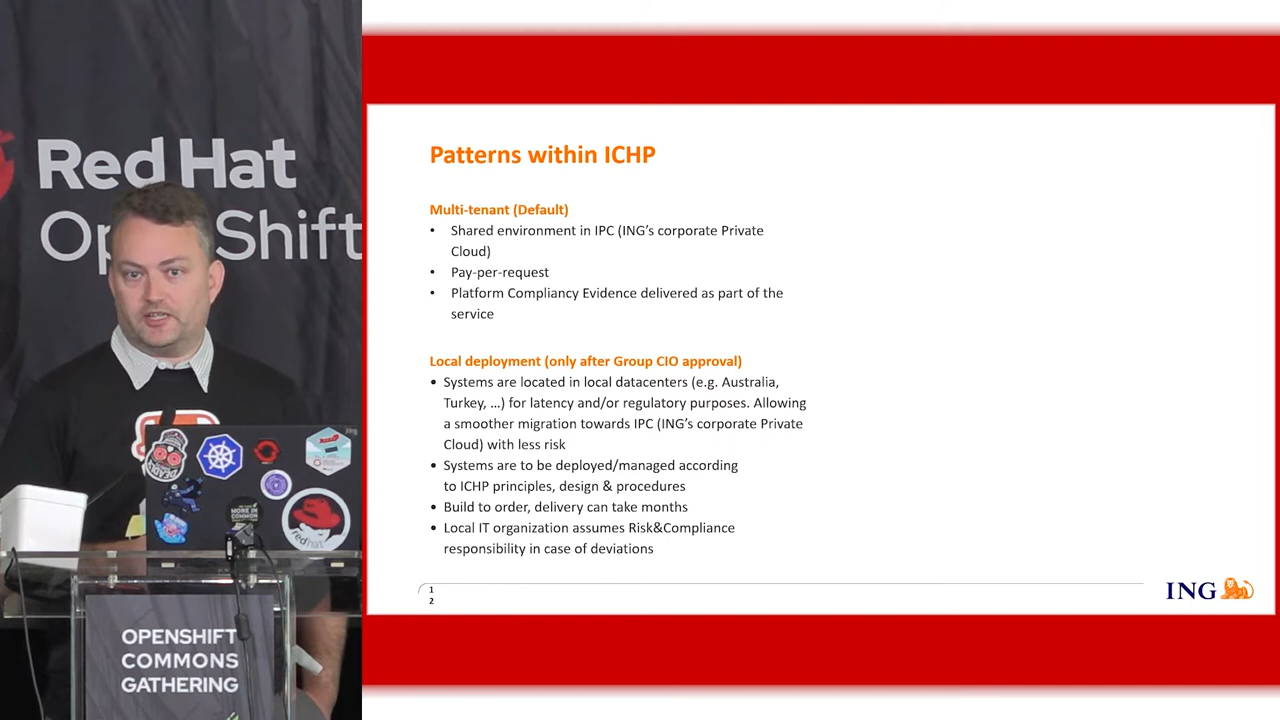 Red Hat
OpenShift
redhat
MORE IN
COMMON
OPENSHIFT
COMMONS
GATHERING
Patterns within ICHP
Multi-tenant (Default)
• Shared environment in IPC (ING's corporate Private
Cloud)
• Pay-per-request
• Platform Compliancy Evidence delivered as part of the
service
Local deployment (only after Group CIO approval)
• Systems are located in local datacenters (e.g. Australia,
Turkey, …) for latency and/or regulatory purposes. Allowing
a smoother migration towards IPC (ING's corporate Private
Cloud) with less risk
• Systems are to be deployed/managed according
to ICHP principles, design & procedures
• Build to order, delivery can take months
• Local IT organization assumes Risk&Compliance
responsibility in case of deviations
1
2
ING